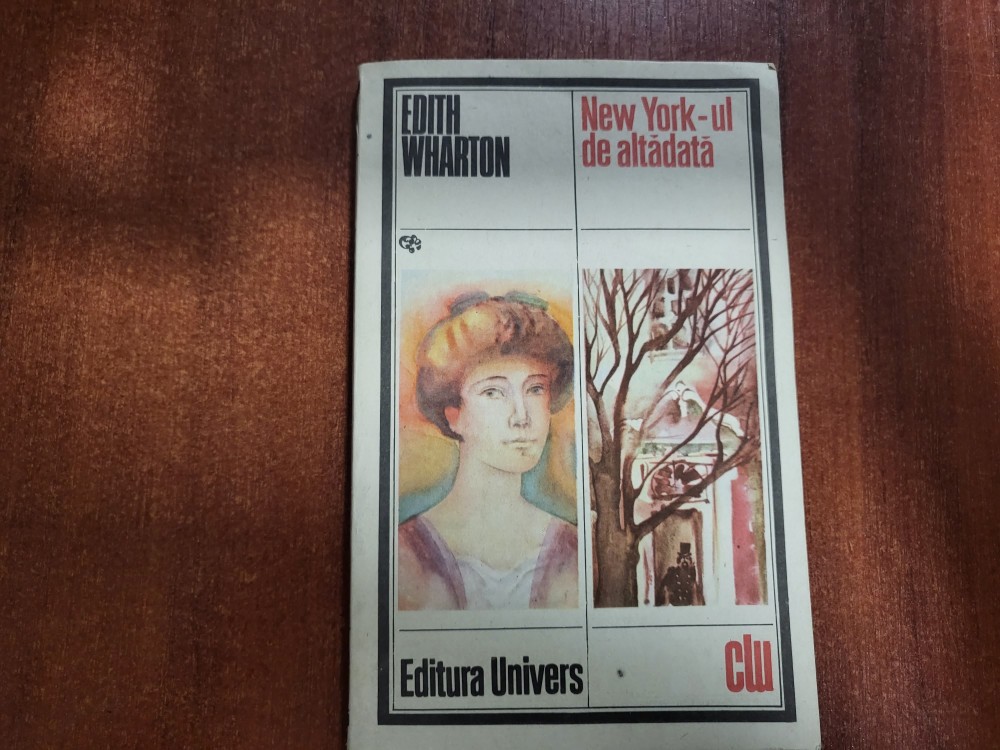 EDITH
WHARTON
New York-ul
de altădată
Editura Univers
clu